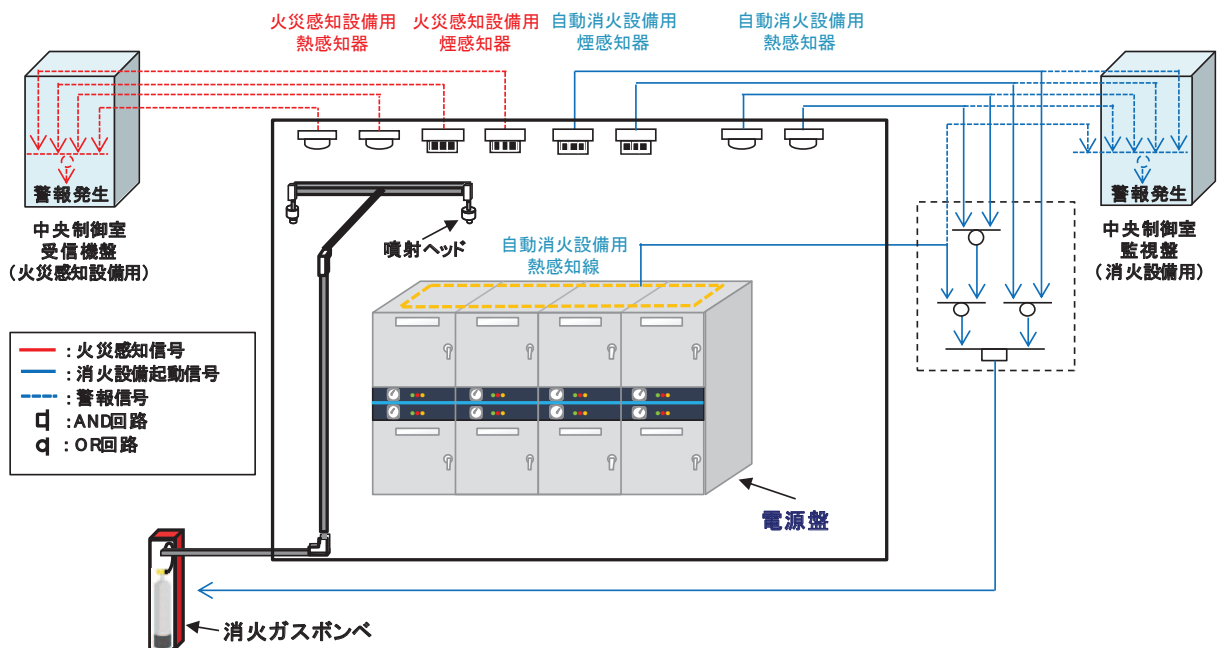 火災感知設備用
熱感知器
火災感知設備用
煙感知器
自動消火設備用
煙感知器
自動消火設備用
熱感知器
警報発生
中央制御室
受信機盤
（火災感知設備用）
噴射ヘッド
自動消火設備用
熱感知線
警報発生
中央制御室
監視盤
（消火設備用）
：火災感知信号
：消火設備起動信号
：警報信号
：AND回路
：OR回路
電源盤
消火ガスボンベ